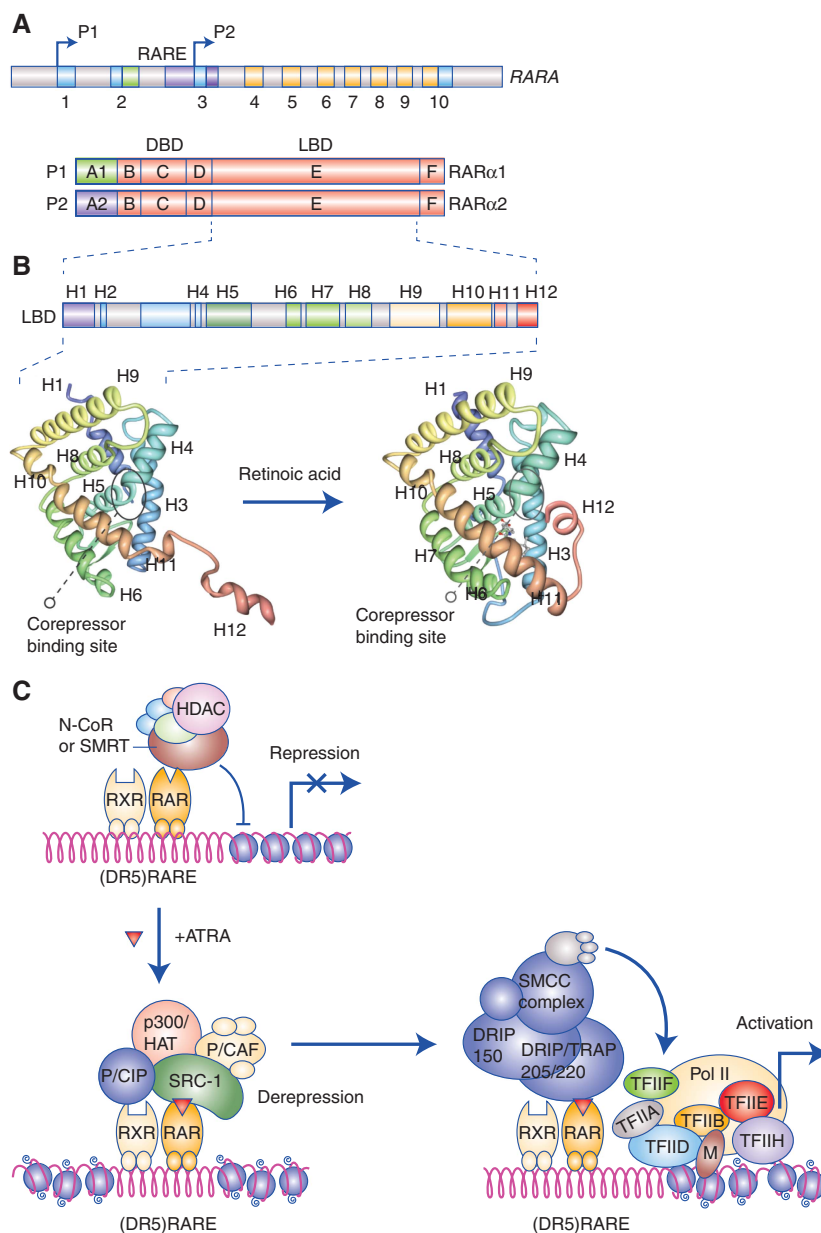 A
P1
P2
RARE
RARA
1 2 3 4 5 6 7 8 9 10
DBD LBD
P1 A1 B C D E F RARα1
P2 A2 B C D E F RARα2
B
H1 H2 H4 H5 H6 H7 H8 H9 H10 H11 H12
LBD
H1
H9
H8
H4
H10
H5
H3
H11
H6
H12
Corepressor
binding site
Retinoic acid
H9
H1
H8
H4
H10
H5
H12
H7
H3
H6
H11
Corepressor
binding site
C
HDAC
N-CoR
or SMRT
Repression
RXR RAR
(DR5)RARE
+ATRA
p300/
HAT
P/CAF
P/CIP
SRC-1
Derepression
RXR RAR
(DR5)RARE
SMCC
complex
DRIP
150
DRIP/TRAP
205/220
Activation
Pol II
TFIIF
TFIIE
TFIIA
TFIIB
TFIID
M
TFIIH
RXR RAR
(DR5)RARE